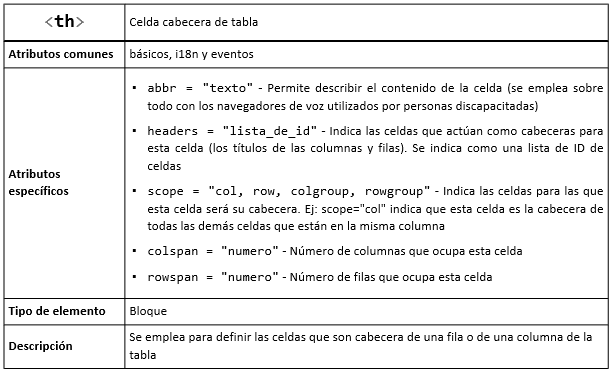 <th> Celda cabecera de tabla
Atributos comunes básicos, i18n y eventos
Atributos específicos
▪ abbr = "texto" - Permite describir el contenido de la celda (se emplea sobre
todo con los navegadores de voz utilizados por personas discapacitadas)
▪ headers = "lista_de_id" - Indica las celdas que actúan como cabeceras para
esta celda (los títulos de las columnas y filas). Se indica como una lista de ID de
celdas
▪ scope = "col, row, colgroup, rowgroup" - Indica las celdas para las que
esta celda será su cabecera. Ej: scope="col" indica que esta celda es la cabecera de
todas las demás celdas que están en la misma columna
▪ colspan = "numero" - Número de columnas que ocupa esta celda
▪ rowspan = "numero" - Número de filas que ocupa esta celda
Tipo de elemento Bloque
Descripción
Se emplea para definir las celdas que son cabecera de una fila o de una columna de la
tabla